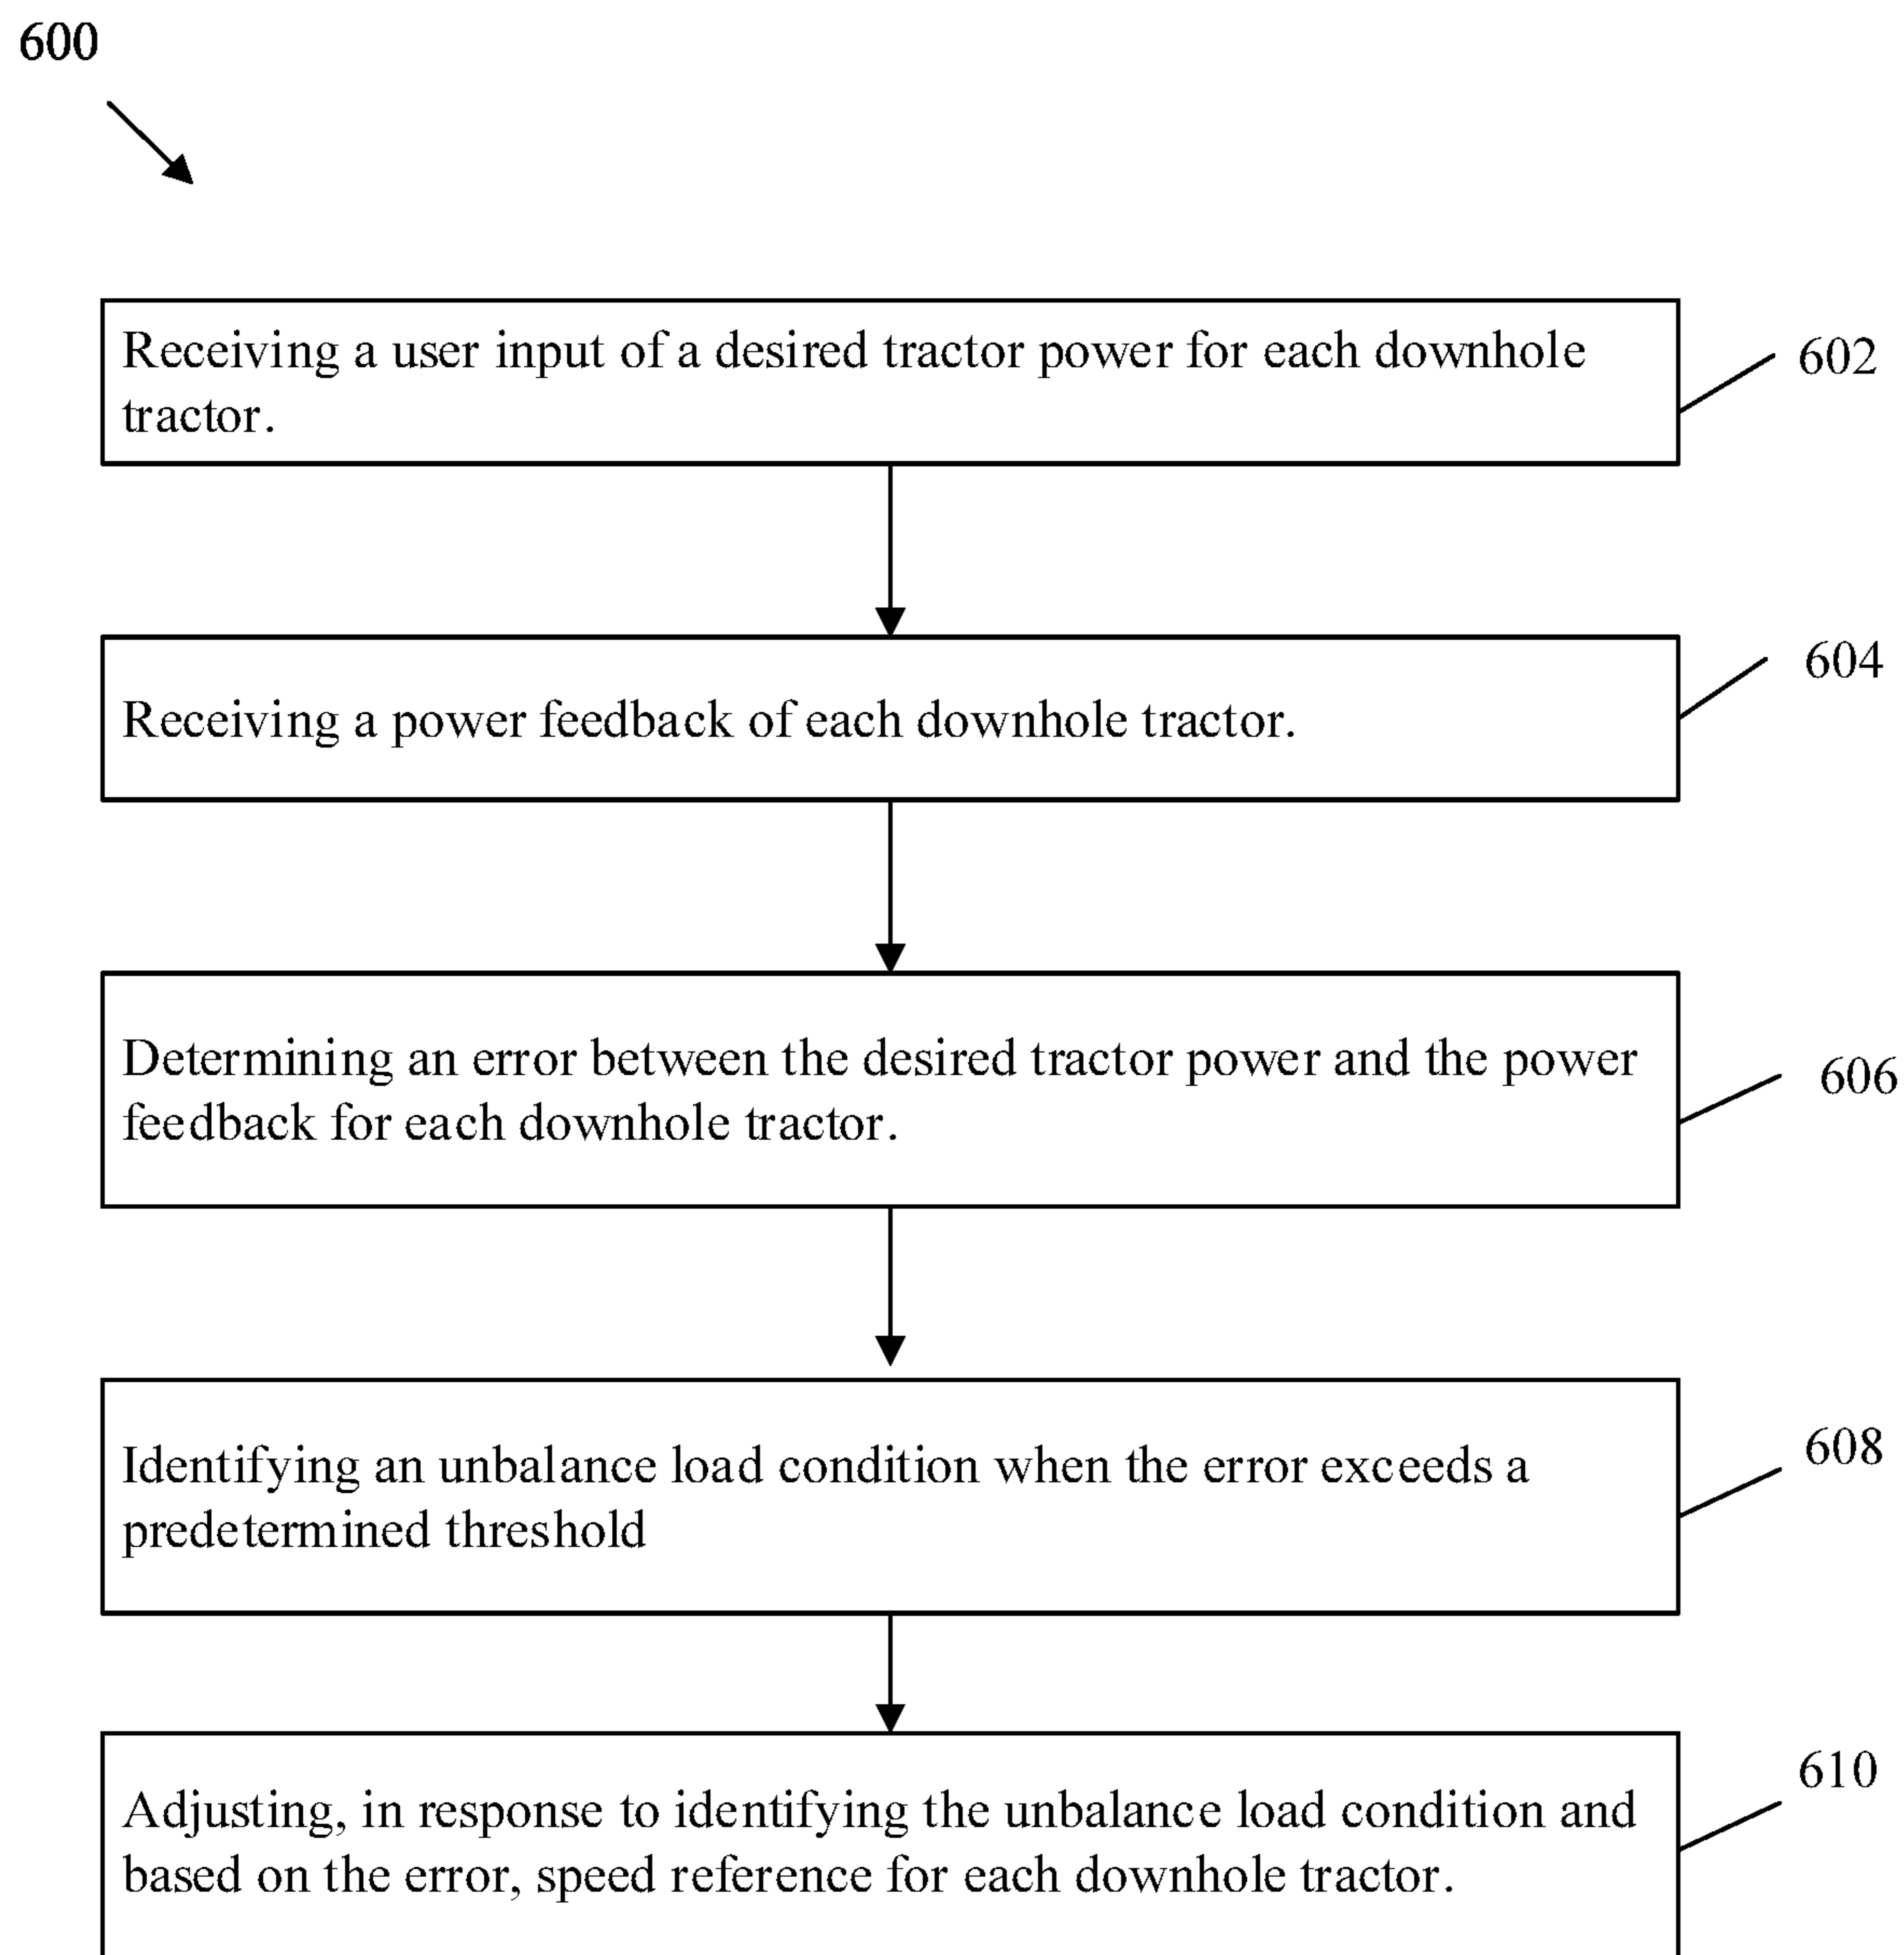 600
Receiving a user input of a desired tractor power for each downhole
tractor.
602
Receiving a power feedback of each downhole tractor.
604
Determining an error between the desired tractor power and the power
feedback for each downhole tractor.
606
Identifying an unbalance load condition when the error exceeds a
predetermined threshold
608
Adjusting, in response to identifying the unbalance load condition and
based on the error, speed reference for each downhole tractor.
610